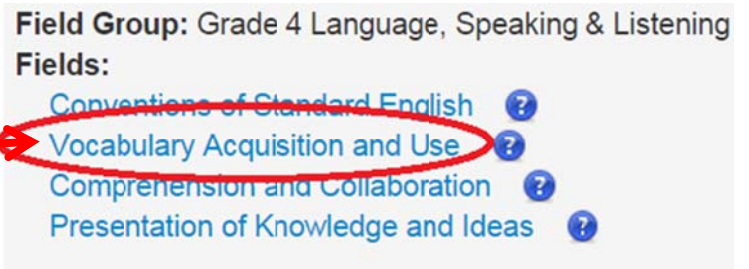 Field Group: Grade 4 Language, Speaking & Listening
Fields:
Conventions of Standard English ?
Vocabulary Acquisition and Use ?
Comprehension and Collaboration ?
Presentation of Knowledge and Ideas ?